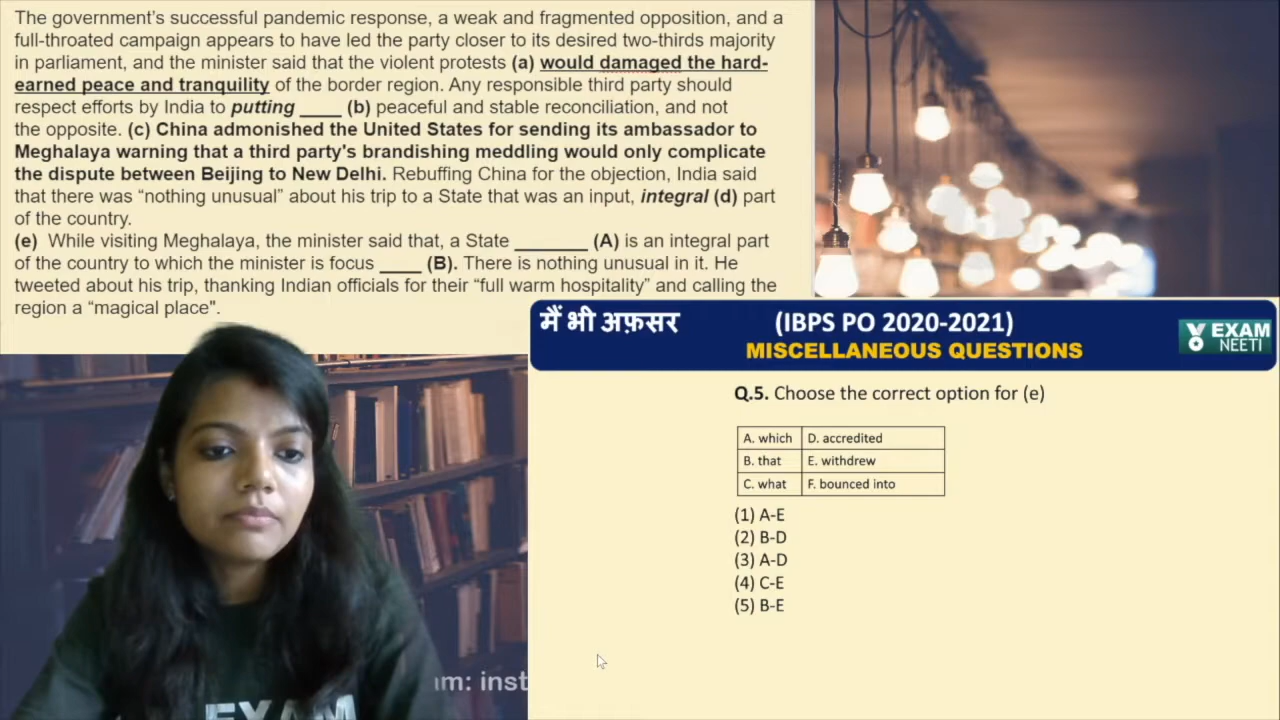 The government's successful pandemic response, a weak and fragmented opposition, and a
full-throated campaign appears to have led the party closer to its desired two-thirds majority
in parliament, and the minister said that the violent protests (a) would damaged the hard-
earned peace and tranquility of the border region. Any responsible third party should
respect efforts by India to putting ____ (b) peaceful and stable reconciliation, and not
the opposite. (c) China admonished the United States for sending its ambassador to
Meghalaya warning that a third party's brandishing meddling would only complicate
the dispute between Beijing to New Delhi. Rebuffing China for the objection, India said
that there was “nothing unusual” about his trip to a State that was an input, integral (d) part
of the country.
(e) While visiting Meghalaya, the minister said that, a State _______ (A) is an integral part
of the country to which the minister is focus ____ (B). There is nothing unusual in it. He
tweeted about his trip, thanking Indian officials for their “full warm hospitality” and calling the
region a “magical place".
मैं भी अफ़सर (IBPS PO 2020-2021)
MISCELLANEOUS QUESTIONS
EXAM
NEETI
Q.5. Choose the correct option for (e)
A. which D. accredited
B. that E. withdrew
C. what F. bounced into
(1) A-E
(2) B-D
(3) A-D
(4) C-E
(5) B-E
am: inst
EXAM